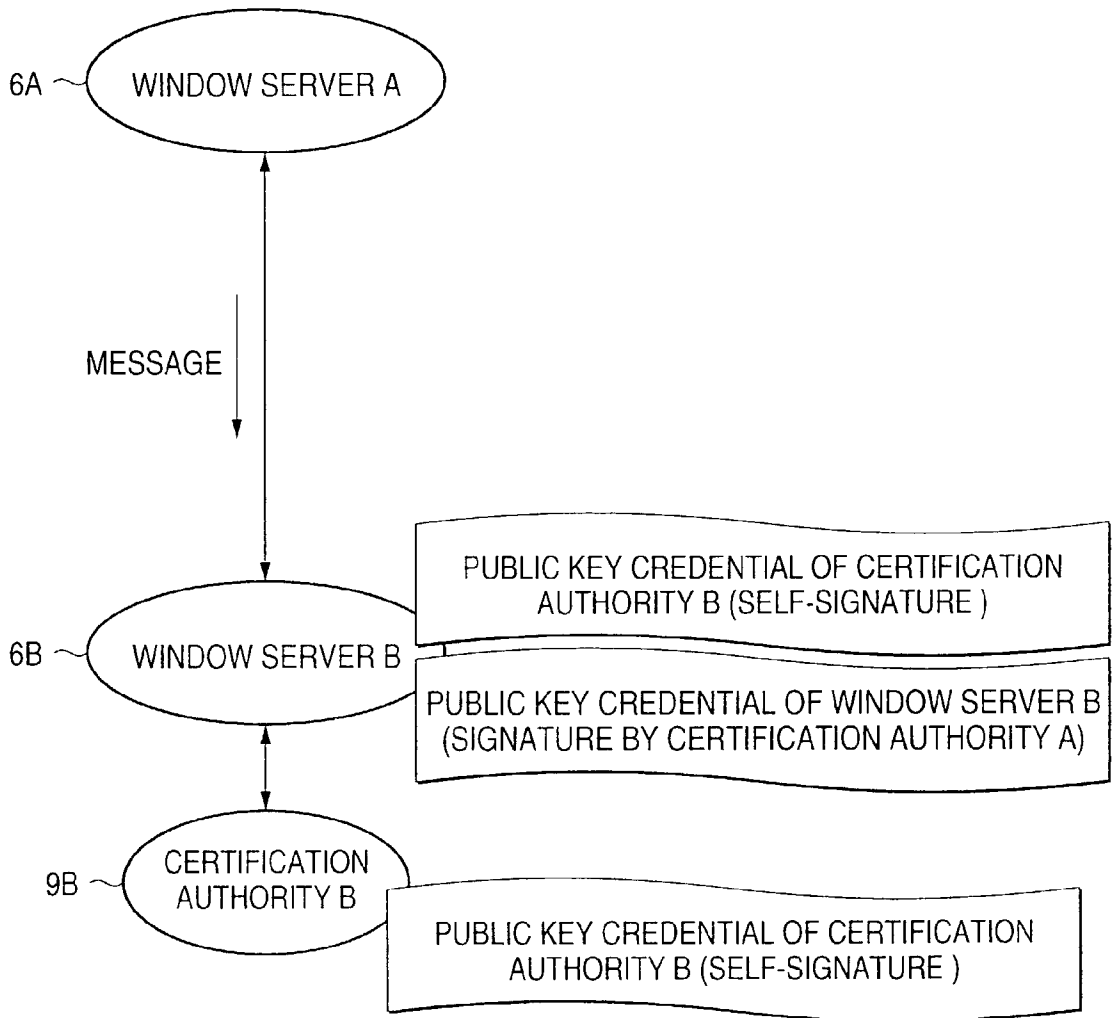 6A
WINDOW SERVER A
MESSAGE
PUBLIC KEY CREDENTIAL OF CERTIFICATION
AUTHORITY B (SELF-SIGNATURE )
6B
WINDOW SERVER B
PUBLIC KEY CREDENTIAL OF WINDOW SERVER B
(SIGNATURE BY CERTIFICATION AUTHORITY A)
9B
CERTIFICATION
AUTHORITY B
PUBLIC KEY CREDENTIAL OF CERTIFICATION
AUTHORITY B (SELF-SIGNATURE )